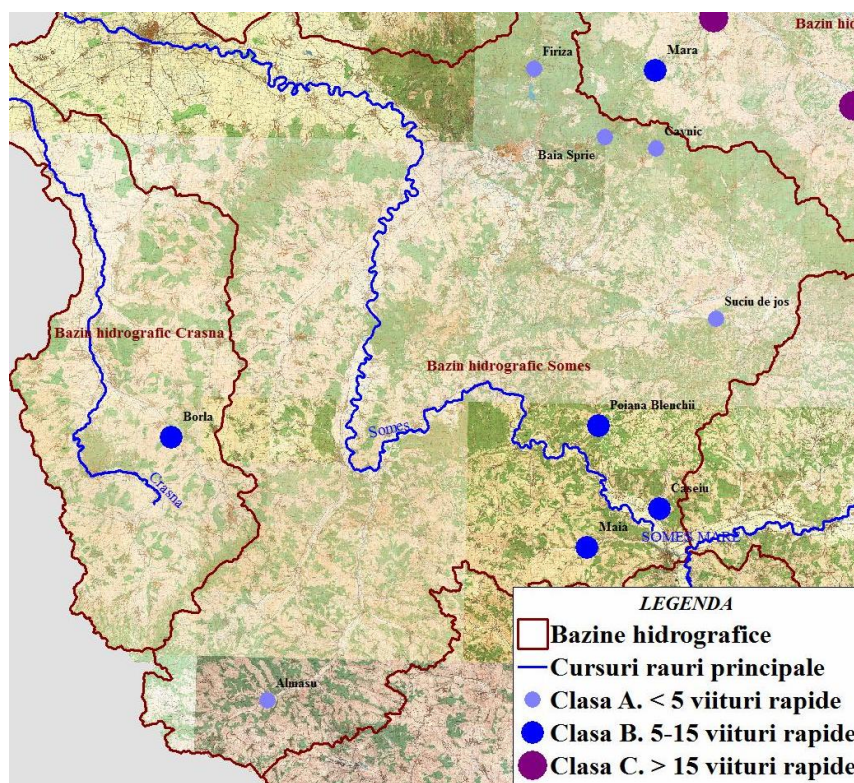 Bazin hid
Firiza
Mara
Baia Sprie
Cavnic
Suciu de jos
Bazin hidrografic Crasna
Bazin hidrografic Somes
Poiana Blenchii
Borla
Somes
Crasna
Caseiu
Maia
SOMES MARE
Almasu
LEGENDA
Bazine hidrografice
Cursuri rauri principale
Clasa A. < 5 viituri rapide
Clasa B. 5-15 viituri rapide
Clasa C. > 15 viituri rapide